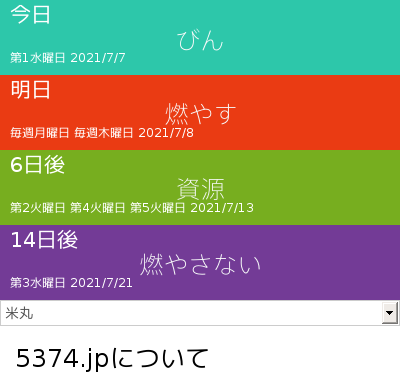 今日
びん
第1水曜日 2021/7/7
明日
燃やす
毎週月曜日 毎週木曜日 2021/7/8
6日後
資源
第2火曜日 第4火曜日 第5火曜日 2021/7/13
14日後
燃やさない
第3水曜日 2021/7/21
米丸
5374.jpについて